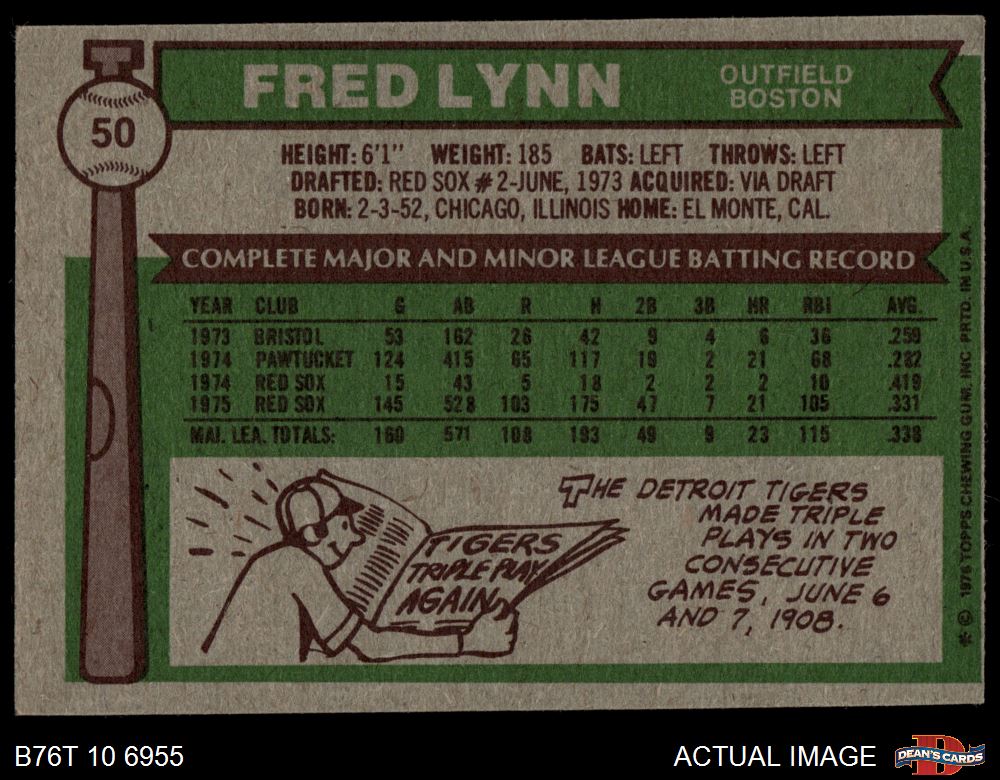 50
FRED LYNN
OUTFIELD
BOSTON
HEIGHT: 6'1" WEIGHT: 185 BATS: LEFT THROWS: LEFT
DRAFTED: RED SOX #2-JUNE, 1973 ACQUIRED: VIA DRAFT
BORN: 2-3-52, CHICAGO, ILLINOIS HOME: EL MONTE, CAL.
COMPLETE MAJOR AND MINOR LEAGUE BATTING RECORD
YEAR CLUB G AB R H 2B 3B HR RBI AVG.
1973 BRISTOL 53 162 26 42 9 4 6 36 .259
1974 PAWTUCKET 124 415 65 117 19 2 21 68 .282
1974 RED SOX 15 43 5 18 2 2 2 10 .419
1975 RED SOX 145 528 103 175 47 7 21 105 .331
MAJ. LEA. TOTALS: 160 571 108 193 49 9 23 115 .338
TIGERS
TRIPLE PLAY
AGAIN
THE DETROIT TIGERS
MADE TRIPLE
PLAYS IN TWO
CONSECUTIVE
GAMES, JUNE 6
AND 7, 1908.
* © 1976 TOPPS CHEWING GUM, INC. PRTD. IN U.S.A.
B76T 10 6955
ACTUAL IMAGE
DEAN'S CARDS